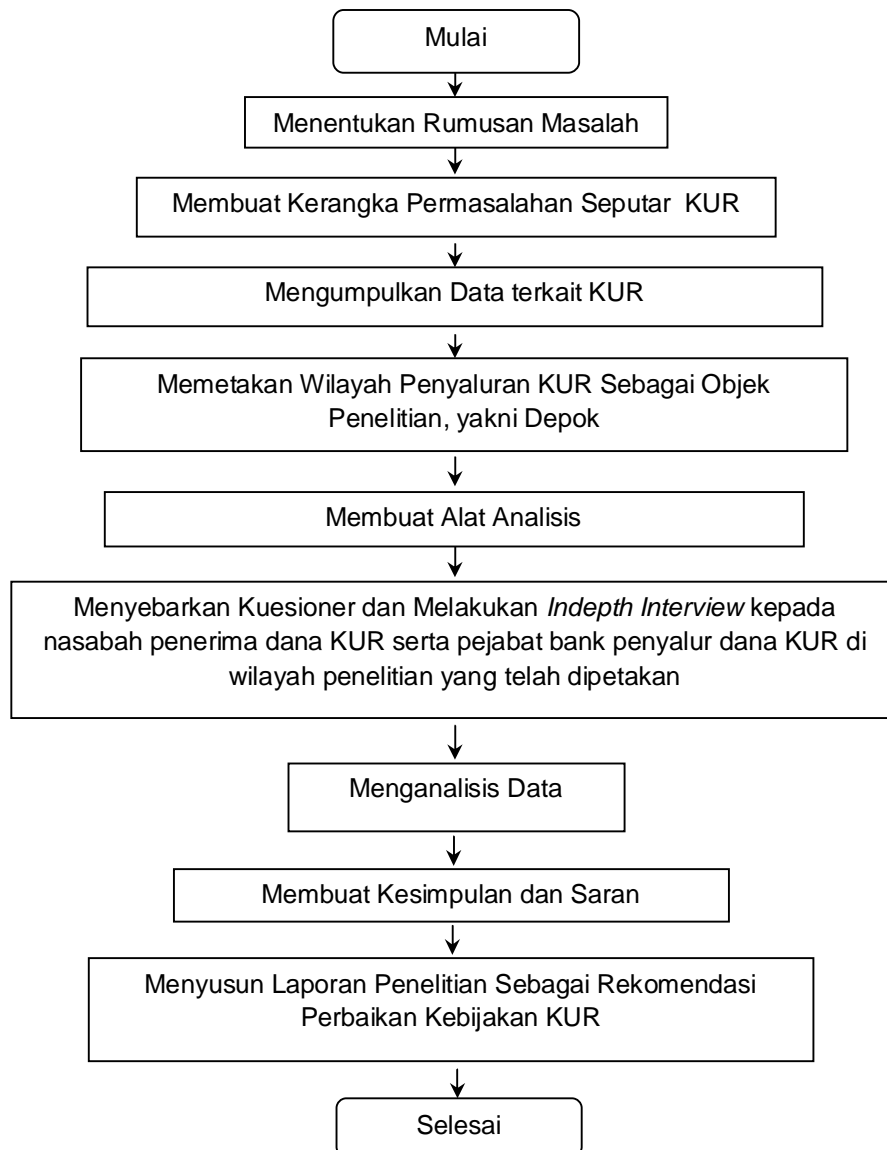 Mulai
Menentukan Rumusan Masalah
Membuat Kerangka Permasalahan Seputar KUR
Mengumpulkan Data terkait KUR
Memetakan Wilayah Penyaluran KUR Sebagai Objek
Penelitian, yakni Depok
Membuat Alat Analisis
Menyebarkan Kuesioner dan Melakukan Indepth Interview kepada
nasabah penerima dana KUR serta pejabat bank penyalur dana KUR di
wilayah penelitian yang telah dipetakan
Menganalisis Data
Membuat Kesimpulan dan Saran
Menyusun Laporan Penelitian Sebagai Rekomendasi
Perbaikan Kebijakan KUR
Selesai